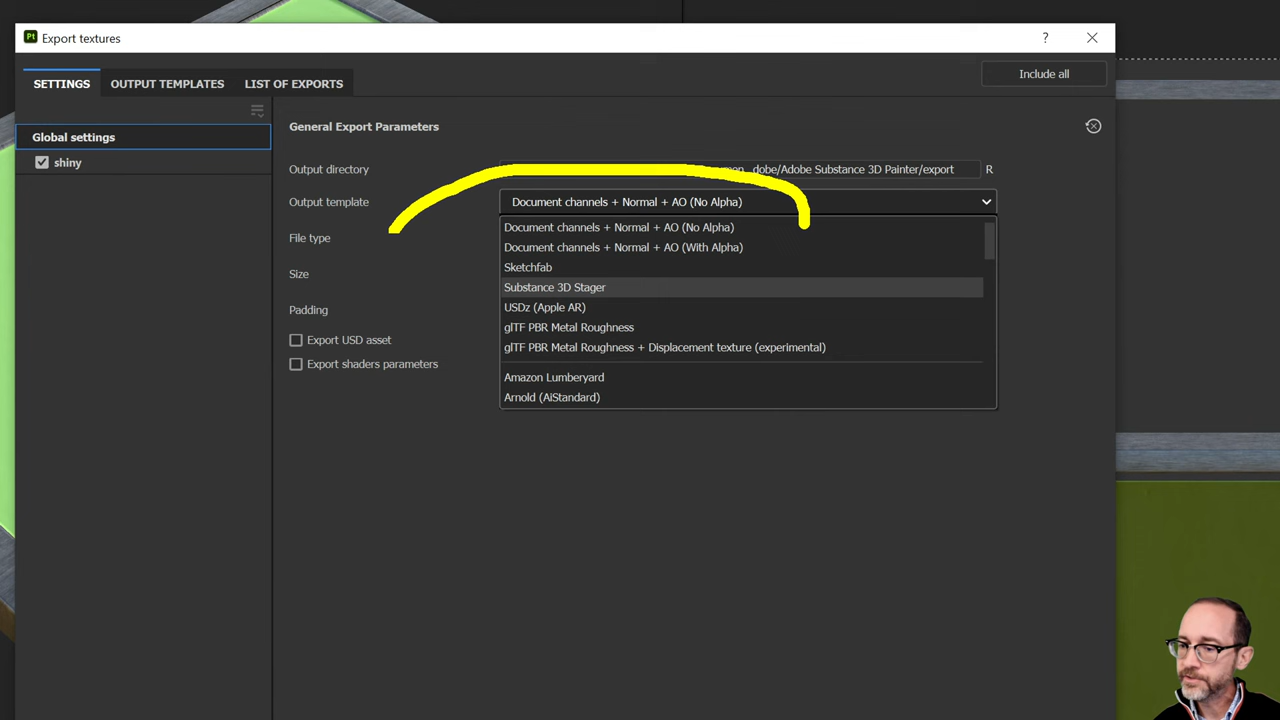 Pt Export textures ?
SETTINGS OUTPUT TEMPLATES LIST OF EXPORTS Include all
Global settings
shiny
General Export Parameters
Output directory dobe/Adobe Substance 3D Painter/export R
Output template Document channels + Normal + AO (No Alpha)
File type
Size
Padding
Export USD asset
Export shaders parameters
Document channels + Normal + AO (No Alpha)
Document channels + Normal + AO (With Alpha)
Sketchfab
Substance 3D Stager
USDz (Apple AR)
glTF PBR Metal Roughness
glTF PBR Metal Roughness + Displacement texture (experimental)
Amazon Lumberyard
Arnold (AiStandard)